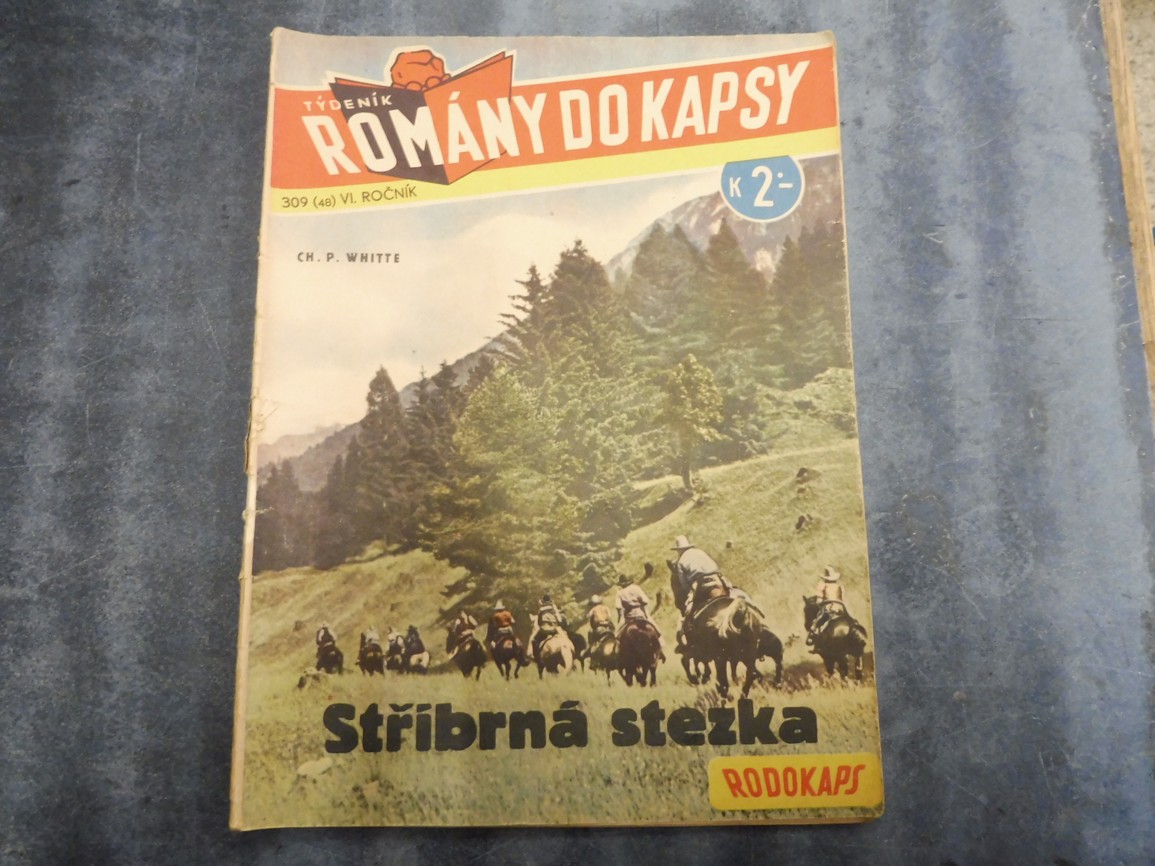 TÝDENÍK
ROMÁNY DO KAPSY
309 (48) VI. ROČNÍK
K 2:-
CH. P. WHITTE
Stříbrná stezka
RODOKAPS